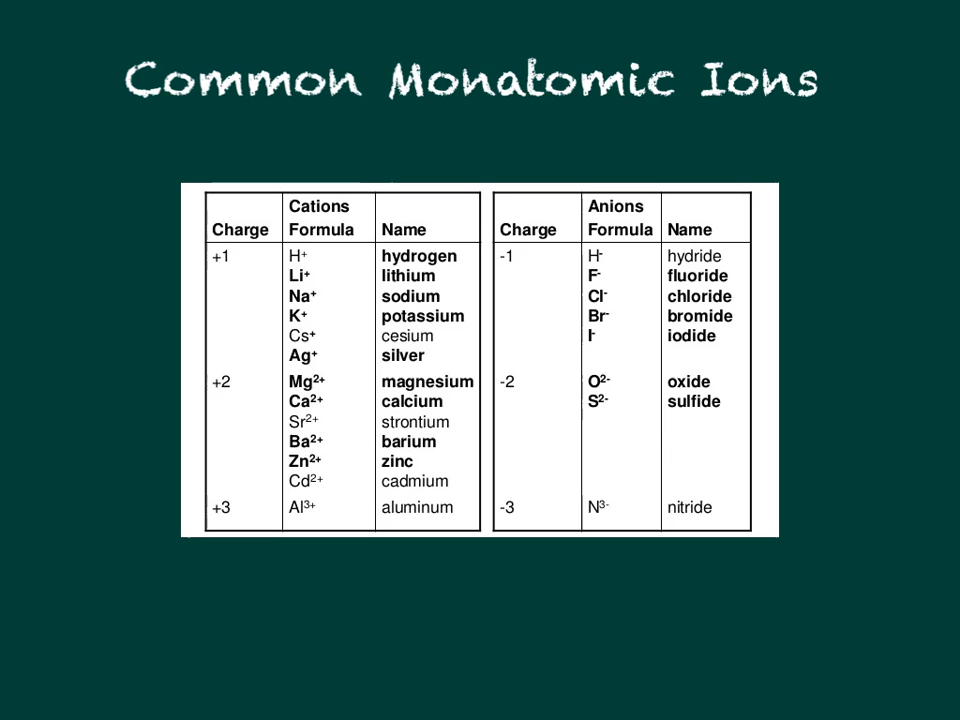 Common Monatomic Ions
Cations Anions
Charge Formula Name Charge Formula Name
+1 H⁺ hydrogen -1 H⁻ hydride
Li⁺ lithium F⁻ fluoride
Na⁺ sodium Cl⁻ chloride
K⁺ potassium Br⁻ bromide
Cs⁺ cesium I⁻ iodide
Ag⁺ silver
+2 Mg²⁺ magnesium -2 O²⁻ oxide
Ca²⁺ calcium S²⁻ sulfide
Sr²⁺ strontium
Ba²⁺ barium
Zn²⁺ zinc
Cd²⁺ cadmium
+3 Al³⁺ aluminum -3 N³⁻ nitride